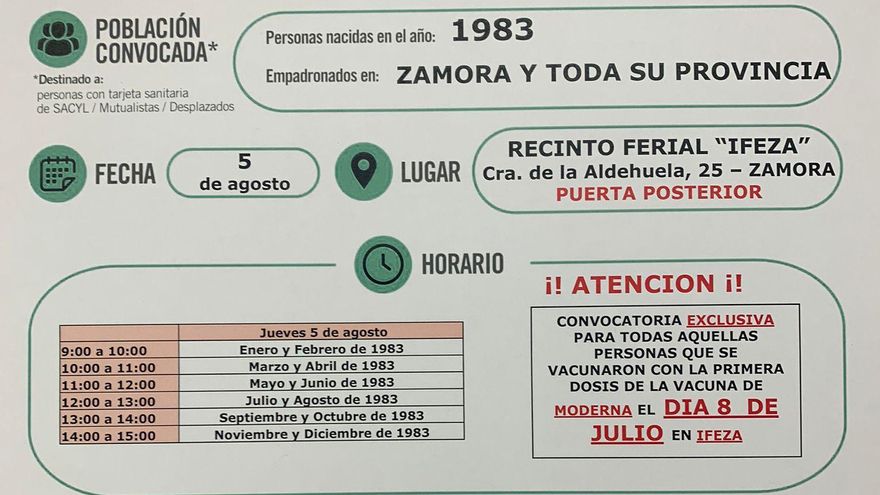 POBLACIÓN
CONVOCADA*
*Destinado a:
personas con tarjeta sanitaria
de SACYL / Mutualistas / Desplazados
Personas nacidas en el año: 1983
Empadronados en: ZAMORA Y TODA SU PROVINCIA
FECHA
5
de agosto
LUGAR
RECINTO FERIAL “IFEZA”
Cra. de la Aldehuela, 25 – ZAMORA
PUERTA POSTERIOR
HORARIO
Jueves 5 de agosto
9:00 a 10:00 Enero y Febrero de 1983
10:00 a 11:00 Marzo y Abril de 1983
11:00 a 12:00 Mayo y Junio de 1983
12:00 a 13:00 Julio y Agosto de 1983
13:00 a 14:00 Septiembre y Octubre de 1983
14:00 a 15:00 Noviembre y Diciembre de 1983
¡! ATENCION ¡!
CONVOCATORIA EXCLUSIVA
PARA TODAS AQUELLAS
PERSONAS QUE SE
VACUNARON CON LA PRIMERA
DOSIS DE LA VACUNA DE
MODERNA EL DIA 8 DE
JULIO EN IFEZA